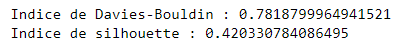 Indice de Davies-Bouldin : 0.7818799964941521
Indice de silhouette : 0.420330784086495